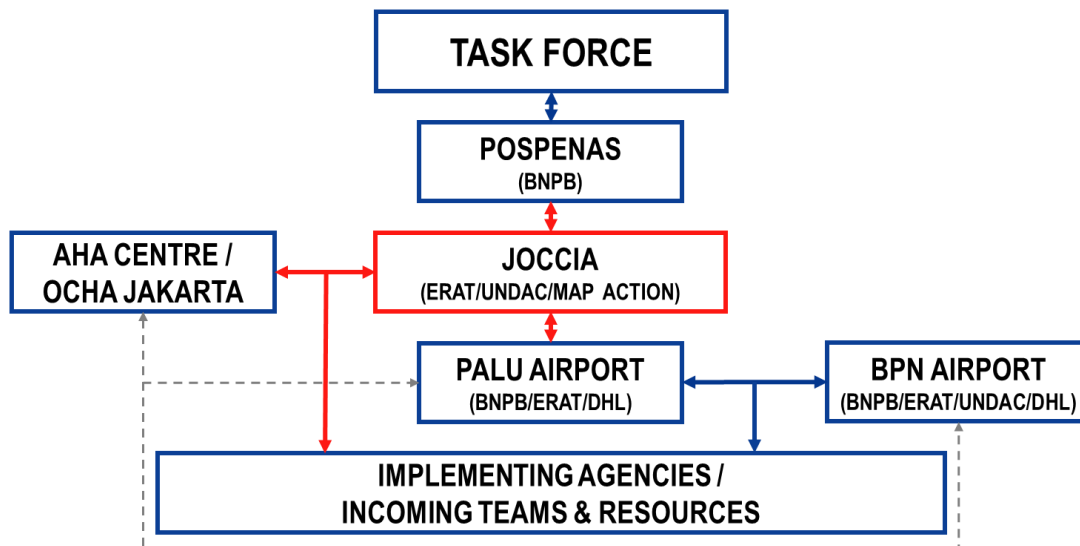 TASK FORCE
POSPENAS
(BNPB)
AHA CENTRE /
OCHA JAKARTA
JOCCIA
(ERAT/UNDAC/MAP ACTION)
PALU AIRPORT
(BNPB/ERAT/DHL)
BPN AIRPORT
(BNPB/ERAT/UNDAC/DHL)
IMPLEMENTING AGENCIES /
INCOMING TEAMS & RESOURCES